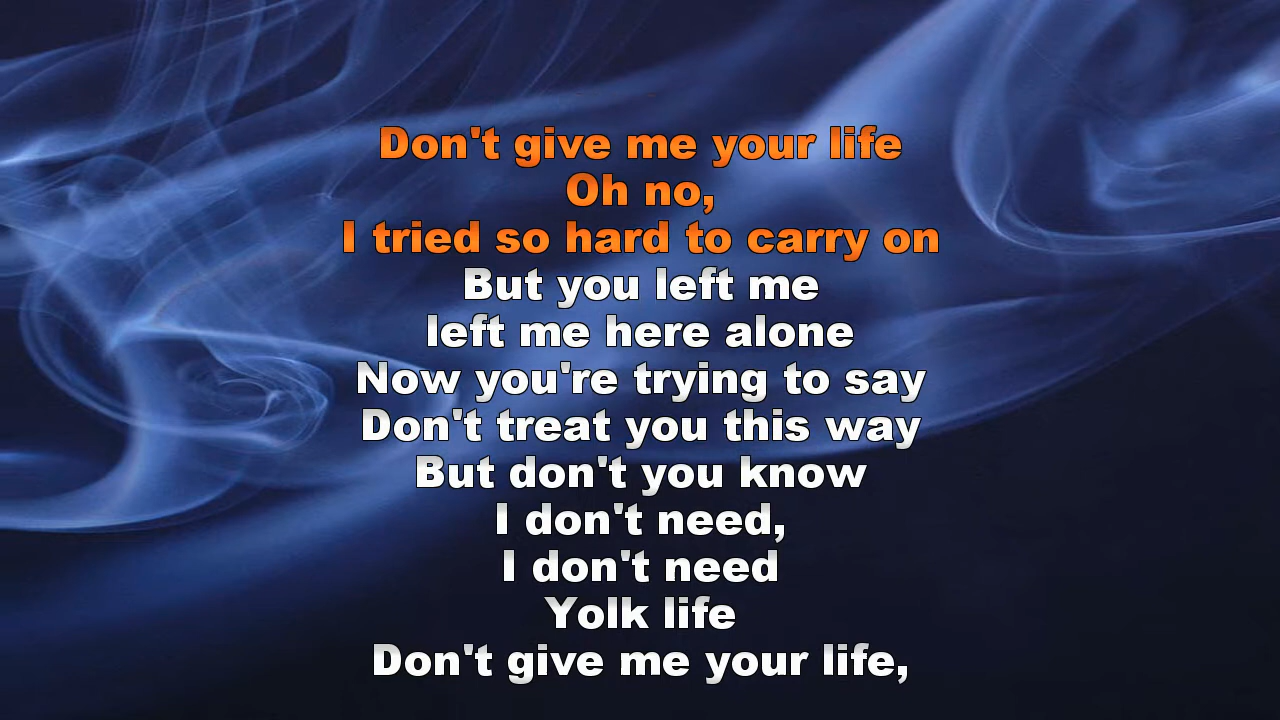 Don't give me your life
Oh no,
I tried so hard to carry on
But you left me
left me here alone
Now you're trying to say
Don't treat you this way
But don't you know
I don't need,
I don't need
Yolk life
Don't give me your life,